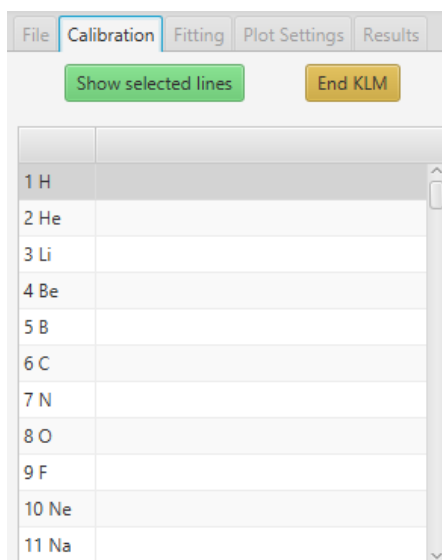 File Calibration Fitting Plot Settings Results
Show selected lines End KLM
1 H
2 He
3 Li
4 Be
5 B
6 C
7 N
8 O
9 F
10 Ne
11 Na